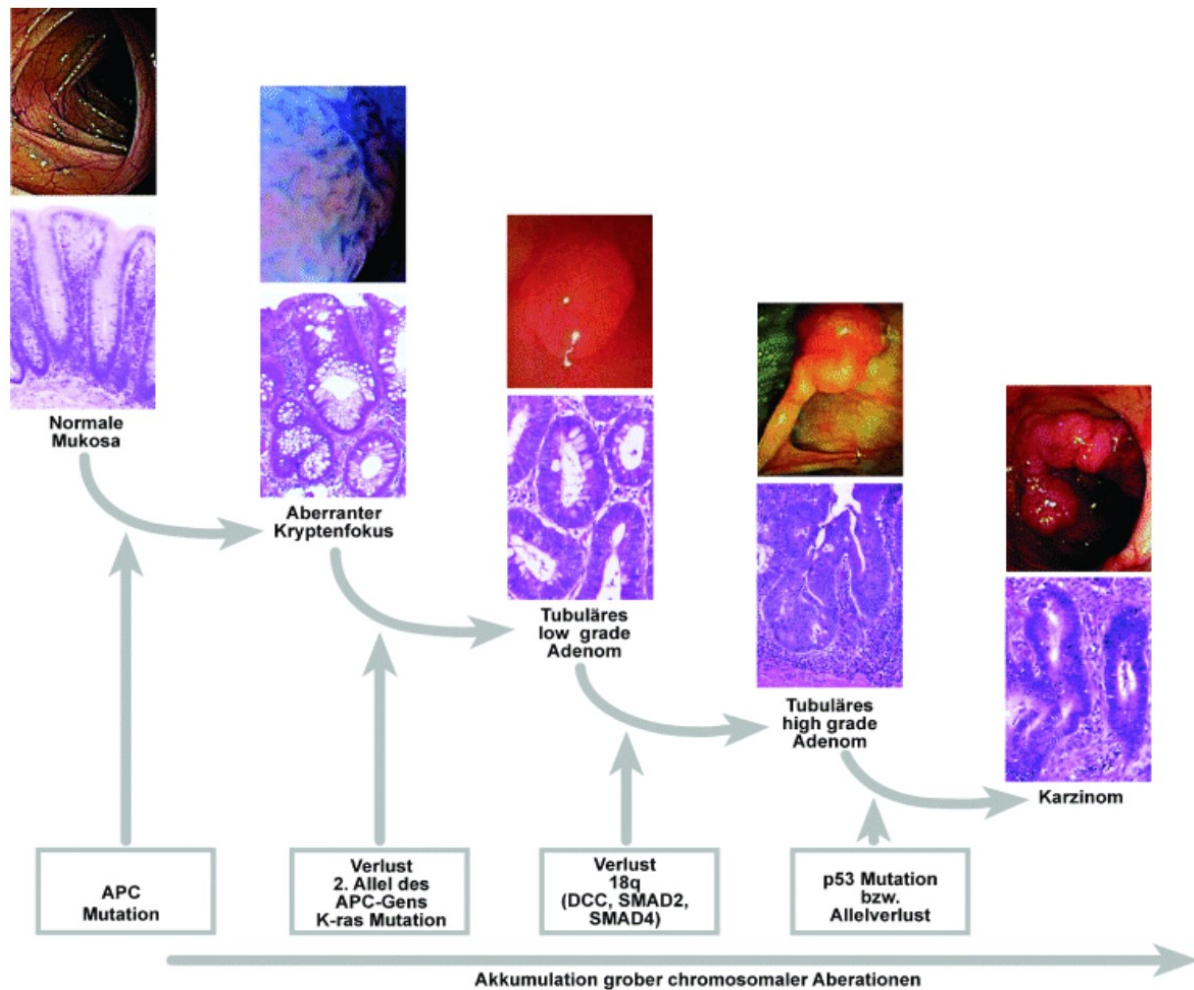 Normale
Mukosa
Aberranter
Kryptenfokus
Tubuläres
low grade
Adenom
Tubuläres
high grade
Adenom
Karzinom
APC
Mutation
Verlust
2. Allel des
APC-Gens
K-ras Mutation
Verlust
18q
(DCC, SMAD2,
SMAD4)
p53 Mutation
bzw.
Allelverlust
Akkumulation grober chromosomaler Aberationen